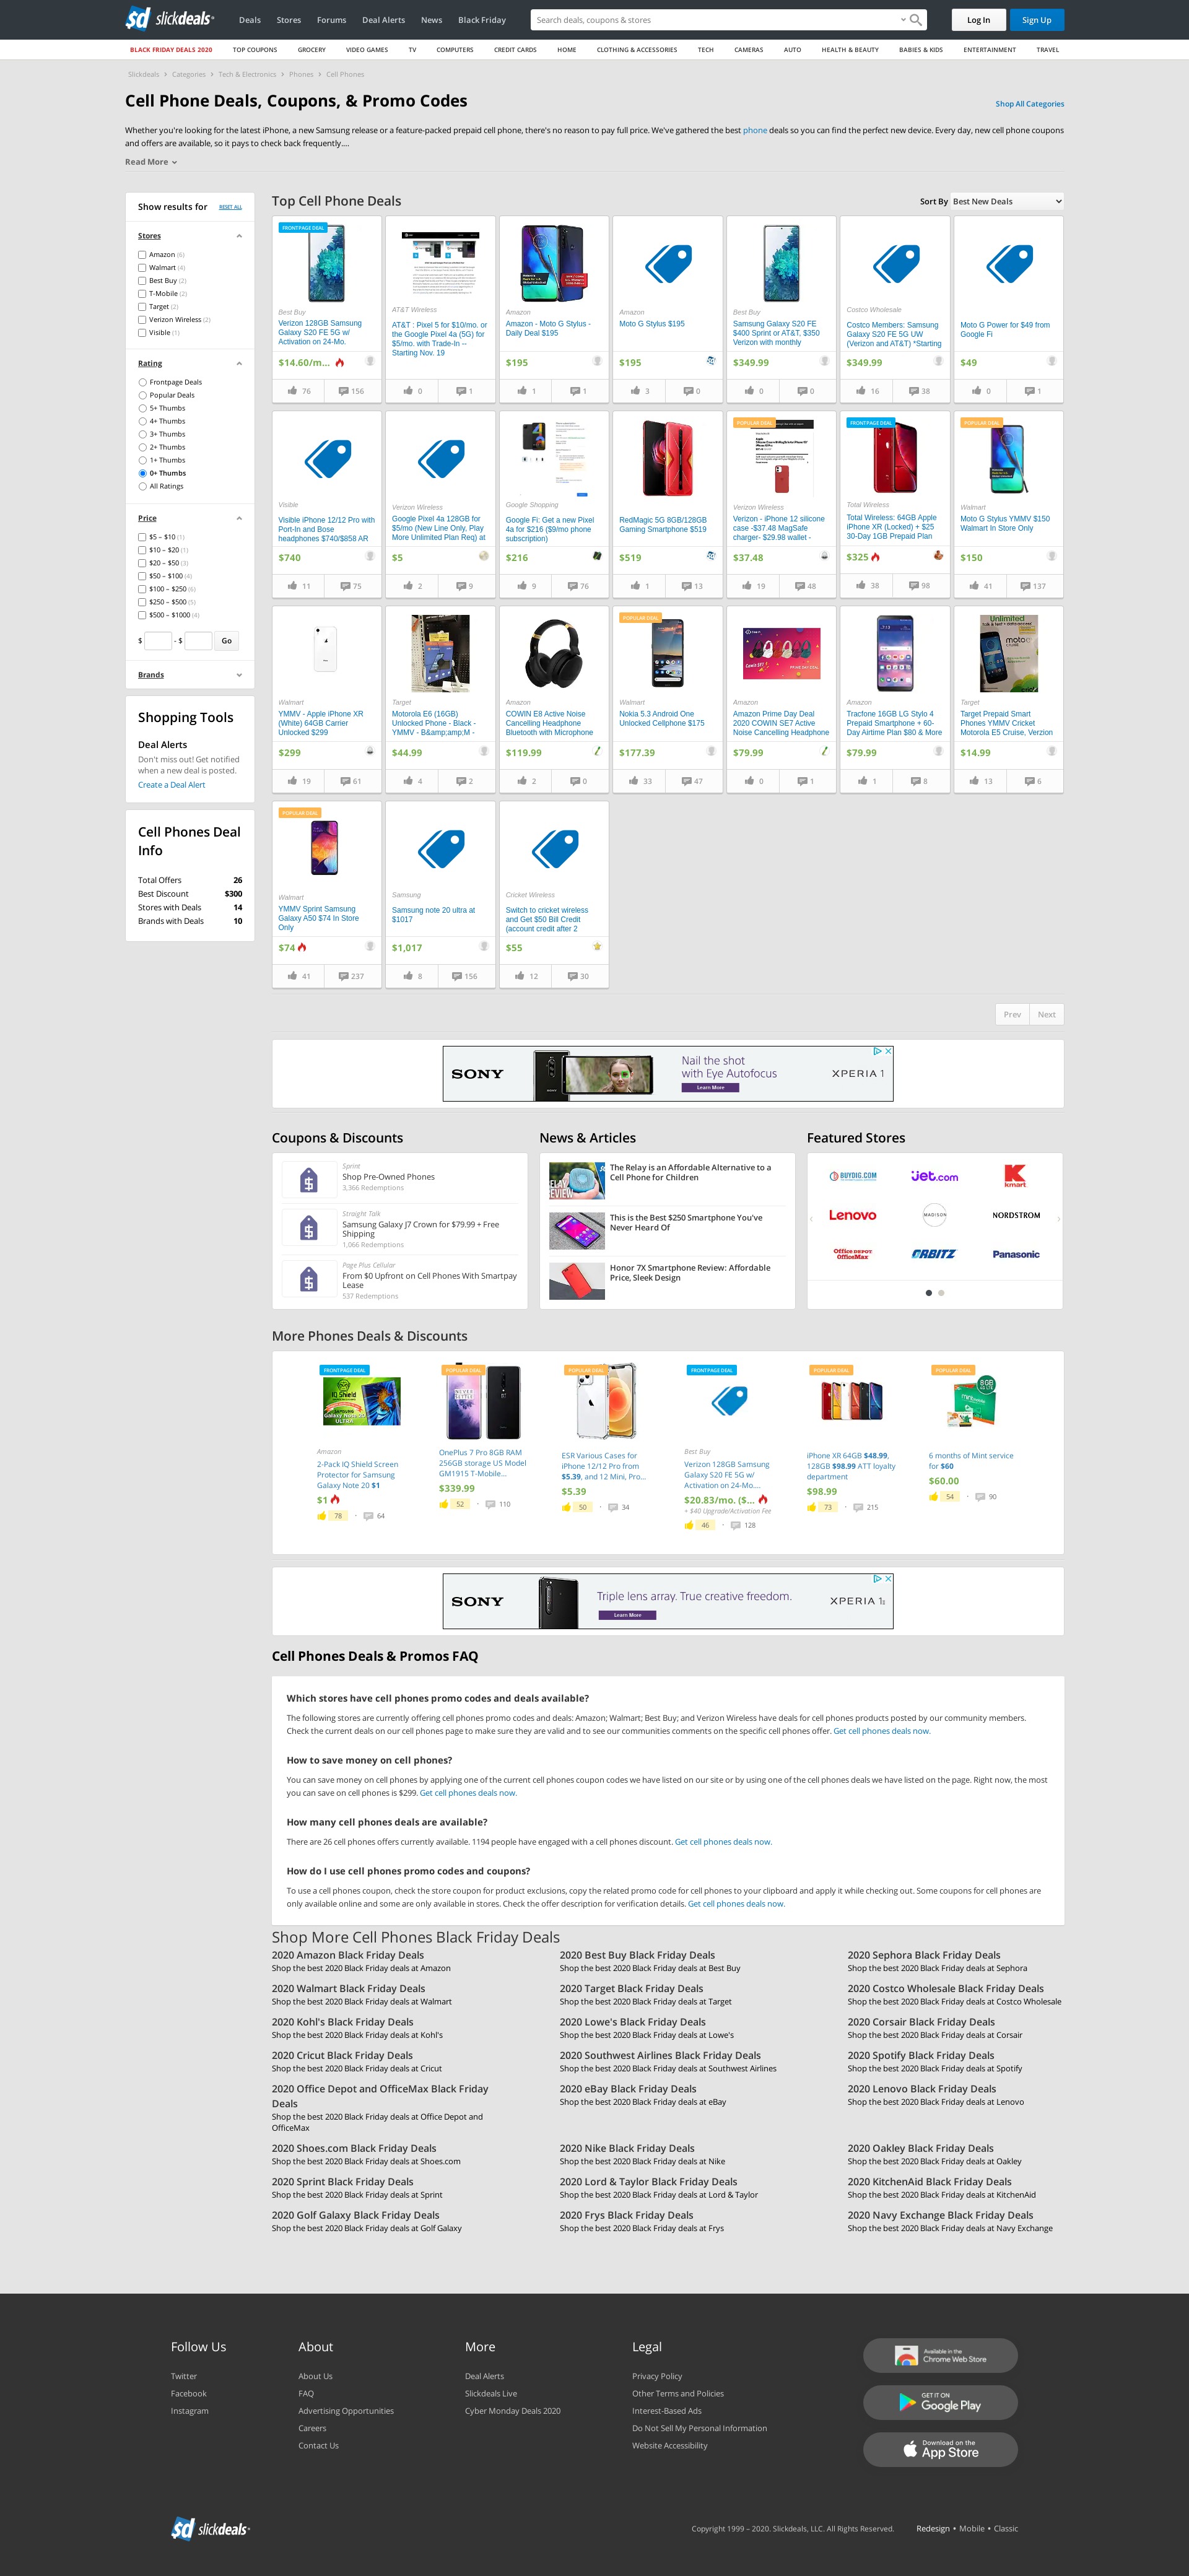 slickdeals
Deals Stores Forums Deal Alerts News Black Friday
Search deals, coupons & stores
Log In Sign Up
BLACK FRIDAY DEALS 2020 TOP COUPONS GROCERY VIDEO GAMES TV COMPUTERS CREDIT CARDS HOME CLOTHING & ACCESSORIES TECH CAMERAS AUTO HEALTH & BEAUTY BABIES & KIDS ENTERTAINMENT TRAVEL
Slickdeals › Categories › Tech & Electronics › Phones › Cell Phones
Cell Phone Deals, Coupons, & Promo Codes
Shop All Categories
Whether you're looking for the latest iPhone, a new Samsung release or a feature-packed prepaid cell phone, there's no reason to pay full price. We've gathered the best phone deals so you can find the perfect new device. Every day, new cell phone coupons
and offers are available, so it pays to check back frequently....
Read More
Show results for RESET ALL
Stores
Amazon (6)
Walmart (4)
Best Buy (2)
T-Mobile (2)
Target (2)
Verizon Wireless (2)
Visible (1)
Rating
Frontpage Deals
Popular Deals
5+ Thumbs
4+ Thumbs
3+ Thumbs
2+ Thumbs
1+ Thumbs
0+ Thumbs
All Ratings
Price
$5 – $10 (1)
$10 – $20 (1)
$20 – $50 (3)
$50 – $100 (4)
$100 – $250 (6)
$250 – $500 (5)
$500 – $1000 (4)
$ - $ Go
Brands
Shopping Tools
Deal Alerts
Don't miss out! Get notified
when a new deal is posted.
Create a Deal Alert
Cell Phones Deal
Info
Total Offers 26
Best Discount $300
Stores with Deals 14
Brands with Deals 10
Top Cell Phone Deals
Sort By Best New Deals
FRONTPAGE DEAL
Best Buy
Verizon 128GB Samsung
Galaxy S20 FE 5G w/
Activation on 24-Mo.
$14.60/m...
76 156
AT&T Wireless
AT&T : Pixel 5 for $10/mo. or
the Google Pixel 4a (5G) for
$5/mo. with Trade-In --
Starting Nov. 19
0 1
Amazon
Amazon - Moto G Stylus -
Daily Deal $195
$195
1 1
Amazon
Moto G Stylus $195
$195
3 0
Best Buy
Samsung Galaxy S20 FE
$400 Sprint or AT&T, $350
Verizon with monthly
$349.99
0 0
Costco Wholesale
Costco Members: Samsung
Galaxy S20 FE 5G UW
(Verizon and AT&T) *Starting
$349.99
16 38
Moto G Power for $49 from
Google Fi
$49
0 1
Visible
Visible iPhone 12/12 Pro with
Port-In and Bose
headphones $740/$858 AR
$740
11 75
Verizon Wireless
Google Pixel 4a 128GB for
$5/mo (New Line Only, Play
More Unlimited Plan Req) at
$5
2 9
Google Shopping
Google Fi: Get a new Pixel
4a for $216 ($9/mo phone
subscription)
$216
9 76
RedMagic 5G 8GB/128GB
Gaming Smartphone $519
$519
1 13
POPULAR DEAL
Verizon Wireless
Verizon - iPhone 12 silicone
case -$37.48 MagSafe
charger- $29.98 wallet -
$37.48
19 48
FRONTPAGE DEAL
Total Wireless
Total Wireless: 64GB Apple
iPhone XR (Locked) + $25
30-Day 1GB Prepaid Plan
$325
38 98
POPULAR DEAL
Walmart
Moto G Stylus YMMV $150
Walmart In Store Only
$150
41 137
Walmart
YMMV - Apple iPhone XR
(White) 64GB Carrier
Unlocked $299
$299
19 61
Target
Motorola E6 (16GB)
Unlocked Phone - Black -
YMMV - B&amp;amp;M -
$44.99
4 2
Amazon
COWIN E8 Active Noise
Cancelling Headphone
Bluetooth with Microphone
$119.99
2 0
POPULAR DEAL
Walmart
Nokia 5.3 Android One
Unlocked Cellphone $175
$177.39
33 47
Amazon
Amazon Prime Day Deal
2020 COWIN SE7 Active
Noise Cancelling Headphone
$79.99
0 1
Amazon
Tracfone 16GB LG Stylo 4
Prepaid Smartphone + 60-
Day Airtime Plan $80 & More
$79.99
1 8
Unlimited
Target
Target Prepaid Smart
Phones YMMV Cricket
Motorola E5 Cruise, Verzion
$14.99
13 6
POPULAR DEAL
Walmart
YMMV Sprint Samsung
Galaxy A50 $74 In Store
Only
$74
41 237
Samsung
Samsung note 20 ultra at
$1017
$1,017
8 156
Cricket Wireless
Switch to cricket wireless
and Get $50 Bill Credit
(account credit after 2
$55
12 30
Prev Next
SONY
Nail the shot
with Eye Autofocus
Learn More
XPERIA 1
Coupons & Discounts
Sprint
Shop Pre-Owned Phones
3,366 Redemptions
Straight Talk
Samsung Galaxy J7 Crown for $79.99 + Free
Shipping
1,066 Redemptions
Page Plus Cellular
From $0 Upfront on Cell Phones With Smartpay
Lease
537 Redemptions
News & Articles
The Relay is an Affordable Alternative to a
Cell Phone for Children
This is the Best $250 Smartphone You've
Never Heard Of
Honor 7X Smartphone Review: Affordable
Price, Sleek Design
Featured Stores
BUYDIG.COM jet.com kmart
Lenovo MADISON NORDSTROM
Office DEPOT OfficeMax ORBITZ Panasonic
More Phones Deals & Discounts
FRONTPAGE DEAL
Amazon
2-Pack IQ Shield Screen
Protector for Samsung
Galaxy Note 20 $1
$1
78 · 64
POPULAR DEAL
OnePlus 7 Pro 8GB RAM
256GB storage US Model
GM1915 T-Mobile...
$339.99
52 · 110
POPULAR DEAL
ESR Various Cases for
iPhone 12/12 Pro from
$5.39, and 12 Mini, Pro...
$5.39
50 · 34
FRONTPAGE DEAL
Best Buy
Verizon 128GB Samsung
Galaxy S20 FE 5G w/
Activation on 24-Mo....
$20.83/mo. ($...
+ $40 Upgrade/Activation Fee
46 · 128
POPULAR DEAL
iPhone XR 64GB $48.99,
128GB $98.99 ATT loyalty
department
$98.99
73 · 215
POPULAR DEAL
6 months of Mint service
for $60
$60.00
54 · 90
SONY
Triple lens array. True creative freedom.
Learn More
XPERIA 1 II
Cell Phones Deals & Promos FAQ
Which stores have cell phones promo codes and deals available?
The following stores are currently offering cell phones promo codes and deals: Amazon; Walmart; Best Buy; and Verizon Wireless have deals for cell phones products posted by our community members.
Check the current deals on our cell phones page to make sure they are valid and to see our communities comments on the specific cell phones offer. Get cell phones deals now.
How to save money on cell phones?
You can save money on cell phones by applying one of the current cell phones coupon codes we have listed on our site or by using one of the cell phones deals we have listed on the page. Right now, the most
you can save on cell phones is $299. Get cell phones deals now.
How many cell phones deals are available?
There are 26 cell phones offers currently available. 1194 people have engaged with a cell phones discount. Get cell phones deals now.
How do I use cell phones promo codes and coupons?
To use a cell phones coupon, check the store coupon for product exclusions, copy the related promo code for cell phones to your clipboard and apply it while checking out. Some coupons for cell phones are
only available online and some are only available in stores. Check the offer description for verification details. Get cell phones deals now.
Shop More Cell Phones Black Friday Deals
2020 Amazon Black Friday Deals
Shop the best 2020 Black Friday deals at Amazon
2020 Best Buy Black Friday Deals
Shop the best 2020 Black Friday deals at Best Buy
2020 Sephora Black Friday Deals
Shop the best 2020 Black Friday deals at Sephora
2020 Walmart Black Friday Deals
Shop the best 2020 Black Friday deals at Walmart
2020 Target Black Friday Deals
Shop the best 2020 Black Friday deals at Target
2020 Costco Wholesale Black Friday Deals
Shop the best 2020 Black Friday deals at Costco Wholesale
2020 Kohl's Black Friday Deals
Shop the best 2020 Black Friday deals at Kohl's
2020 Lowe's Black Friday Deals
Shop the best 2020 Black Friday deals at Lowe's
2020 Corsair Black Friday Deals
Shop the best 2020 Black Friday deals at Corsair
2020 Cricut Black Friday Deals
Shop the best 2020 Black Friday deals at Cricut
2020 Southwest Airlines Black Friday Deals
Shop the best 2020 Black Friday deals at Southwest Airlines
2020 Spotify Black Friday Deals
Shop the best 2020 Black Friday deals at Spotify
2020 Office Depot and OfficeMax Black Friday
Deals
Shop the best 2020 Black Friday deals at Office Depot and
OfficeMax
2020 eBay Black Friday Deals
Shop the best 2020 Black Friday deals at eBay
2020 Lenovo Black Friday Deals
Shop the best 2020 Black Friday deals at Lenovo
2020 Shoes.com Black Friday Deals
Shop the best 2020 Black Friday deals at Shoes.com
2020 Nike Black Friday Deals
Shop the best 2020 Black Friday deals at Nike
2020 Oakley Black Friday Deals
Shop the best 2020 Black Friday deals at Oakley
2020 Sprint Black Friday Deals
Shop the best 2020 Black Friday deals at Sprint
2020 Lord & Taylor Black Friday Deals
Shop the best 2020 Black Friday deals at Lord & Taylor
2020 KitchenAid Black Friday Deals
Shop the best 2020 Black Friday deals at KitchenAid
2020 Golf Galaxy Black Friday Deals
Shop the best 2020 Black Friday deals at Golf Galaxy
2020 Frys Black Friday Deals
Shop the best 2020 Black Friday deals at Frys
2020 Navy Exchange Black Friday Deals
Shop the best 2020 Black Friday deals at Navy Exchange
Follow Us
Twitter
Facebook
Instagram
About
About Us
FAQ
Advertising Opportunities
Careers
Contact Us
More
Deal Alerts
Slickdeals Live
Cyber Monday Deals 2020
Legal
Privacy Policy
Other Terms and Policies
Interest-Based Ads
Do Not Sell My Personal Information
Website Accessibility
Available in the
Chrome Web Store
GET IT ON
Google Play
Download on the
App Store
slickdeals
Copyright 1999 – 2020. Slickdeals, LLC. All Rights Reserved. Redesign • Mobile • Classic